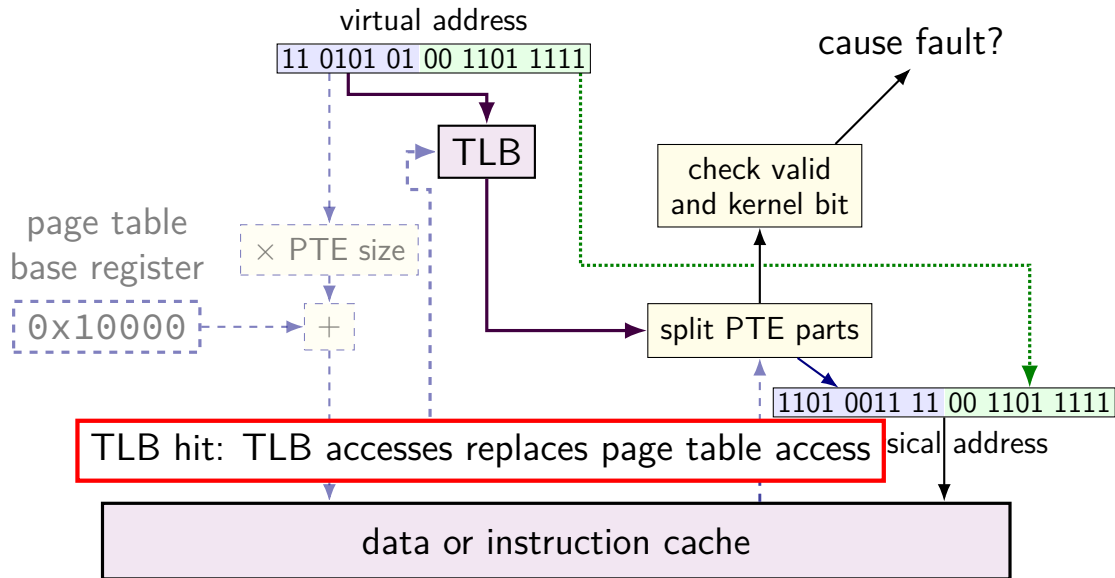 virtual address
11 0101 01 00 1101 1111
cause fault?
TLB
check valid
and kernel bit
page table
base register
× PTE size
0x10000
+
split PTE parts
1101 0011 11 00 1101 1111
TLB hit: TLB accesses replaces page table access
sical address
data or instruction cache